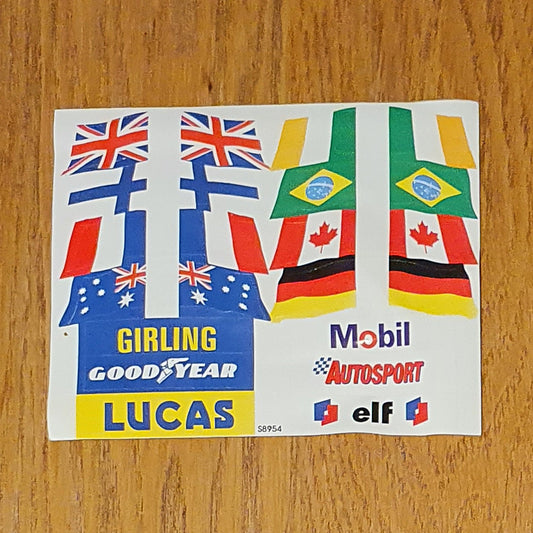 GIRLING
GOODYEAR
LUCAS
S8954
Mobil
AUTOSPORT
elf